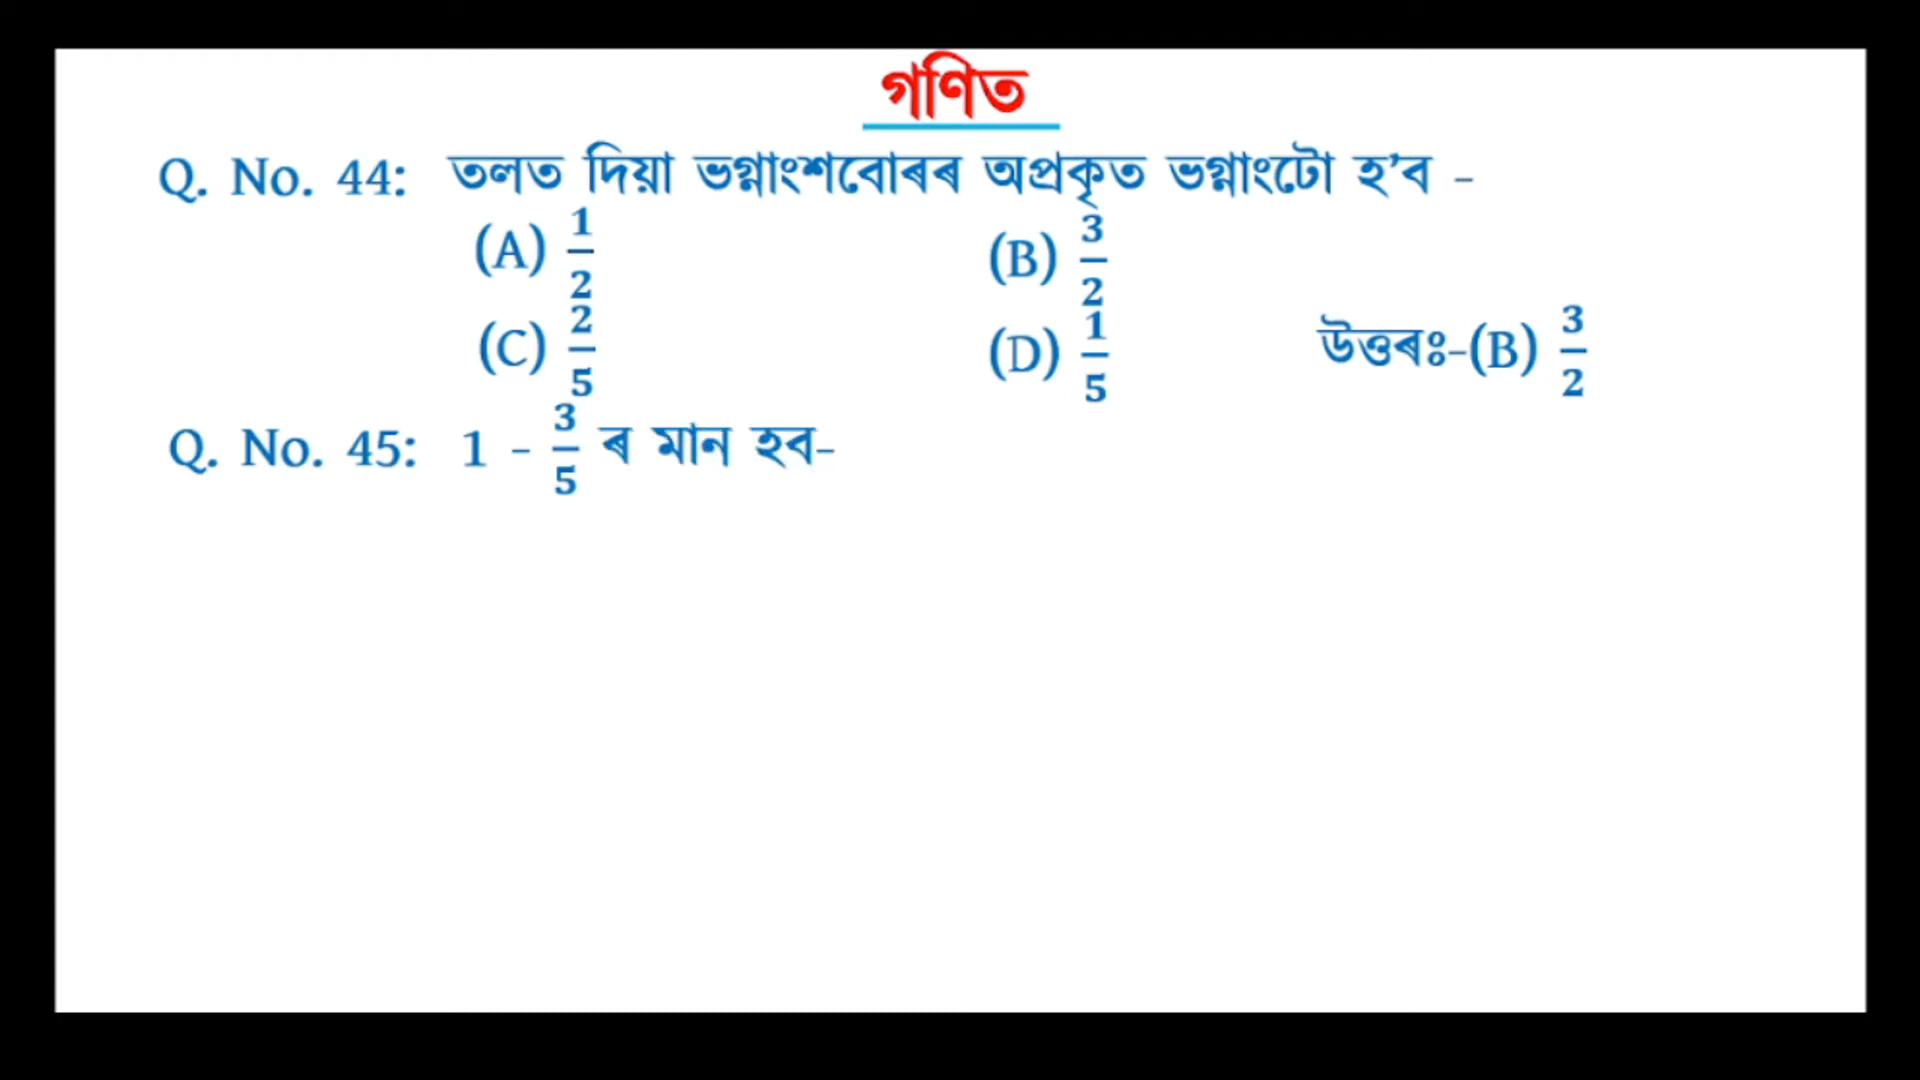 গণিত
Q. No. 44: তলত দিয়া ভগ্নাংশবোৰৰ অপ্ৰকৃত ভগ্নাংটো হ’ব -
(A) 1/2 (B) 3/2
(C) 2/5 (D) 1/5 উত্তৰঃ-(B) 3/2
Q. No. 45: 1 - 3/5 ৰ মান হব-